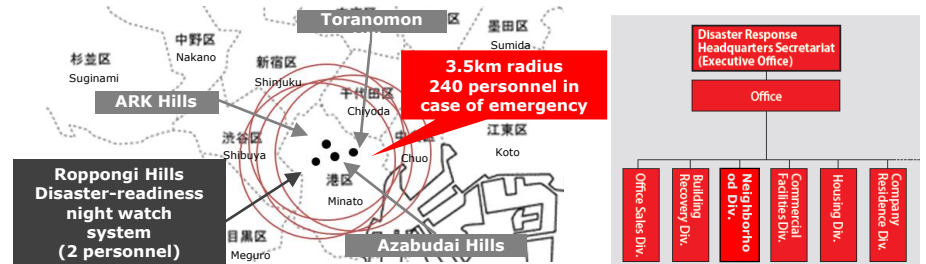 Toranomon
墨田区
Sumida
中野区
Nakano
杉並区
Suginami
新宿区
Shinjuku
3.5km radius
240 personnel in
case of emergency
ARK Hills
千代田区
Chiyoda
渋谷区
Shibuya
Chuo
江東区
Koto
Roppongi Hills
Disaster-readiness
night watch
system
(2 personnel)
港区
Minato
目黒区
Meguro
Azabudai Hills
Disaster Response
Headquarters Secretariat
(Executive Office)
Office
Office Sales Div.
Building
Recovery Div.
Neighborho
od Div.
Commercial
Facilities Div.
Housing Div.
Company
Residence Div.